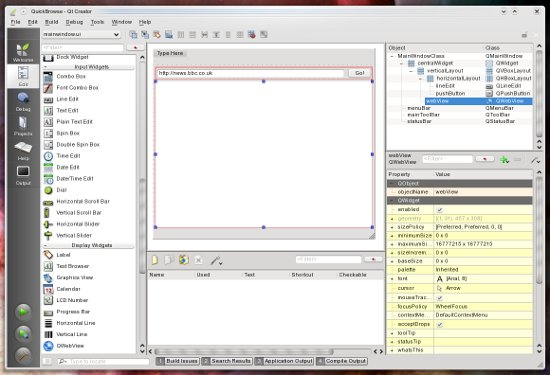 QuickBrowse - Qt Creator
File Edit Build Debug Tools Window Help
mainwindow.ui
Welcome
Edit
Debug
Projects
Help
Output
<Filter>
Dock Widget
Input Widgets
Combo Box
Font Combo Box
Line Edit
Text Edit
Plain Text Edit
Spin Box
Double Spin Box
Time Edit
Date Edit
Date/Time Edit
Dial
Horizontal Scroll Bar
Vertical Scroll Bar
Horizontal Slider
Vertical Slider
Display Widgets
Label
Text Browser
Graphics View
Calendar
LCD Number
Progress Bar
Horizontal Line
Vertical Line
QWebView
Type Here
http://news.bbc.co.uk
Go!
<Filter>
Name Used Text Shortcut Checkable
Object Class
MainWindowClass QMainWindow
centralWidget QWidget
verticalLayout QVBoxLayout
horizontalLayout QHBoxLayout
lineEdit QLineEdit
pushButton QPushButton
webView QWebView
menuBar QMenuBar
mainToolBar QToolBar
statusBar QStatusBar
webView
QWebView
<Filter>
Property Value
QObject
objectName webView
QWidget
enabled
geometry [(1, 31), 457 x 308]
sizePolicy [Preferred, Preferred, 0, 0]
minimumSize 0 x 0
maximumSi... 16777215 x 16777215
sizeIncrem... 0 x 0
baseSize 0 x 0
palette Inherited
font A [Arial, 8]
cursor Arrow
mouseTrac...
focusPolicy WheelFocus
contextMe... DefaultContextMenu
acceptDrops
toolTip
statusTip
whatsThis
Type to locate
1 Build Issues 2 Search Results 3 Application Output 4 Compile Output